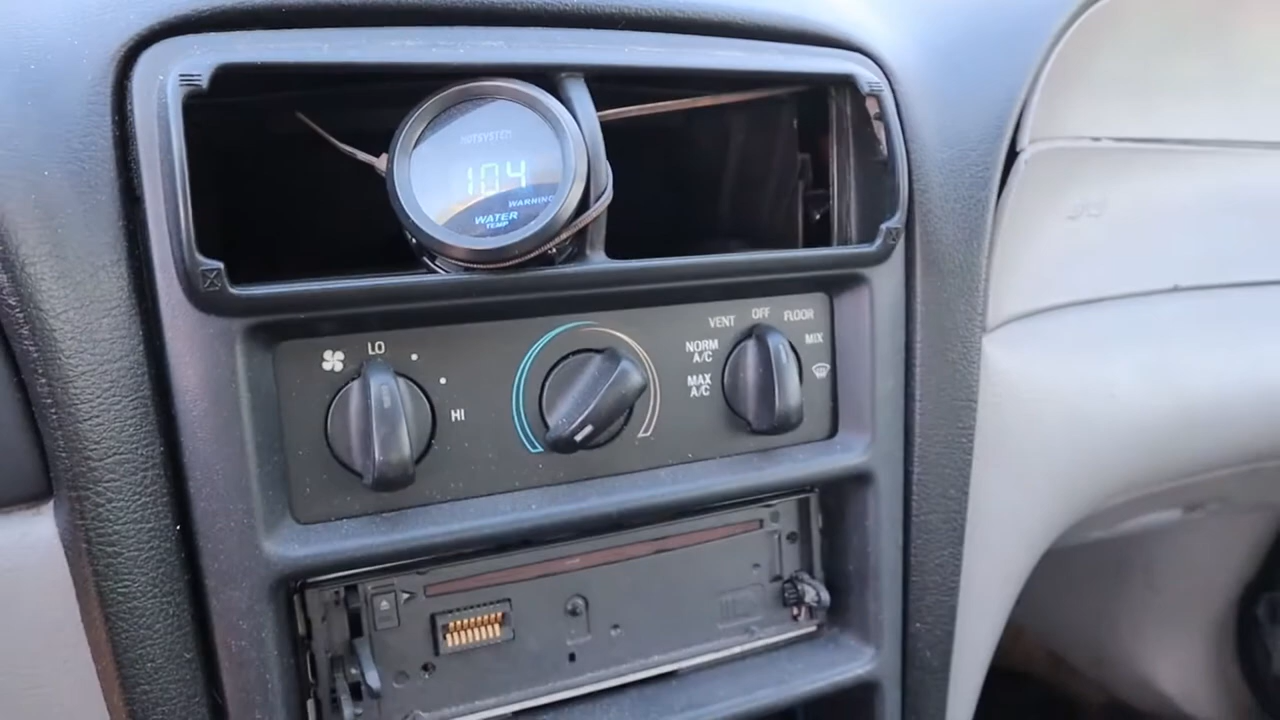 104
WARNING
WATER
TEMP
LO
HI
VENT
OFF
FLOOR
NORM
A/C
MIX
MAX
A/C